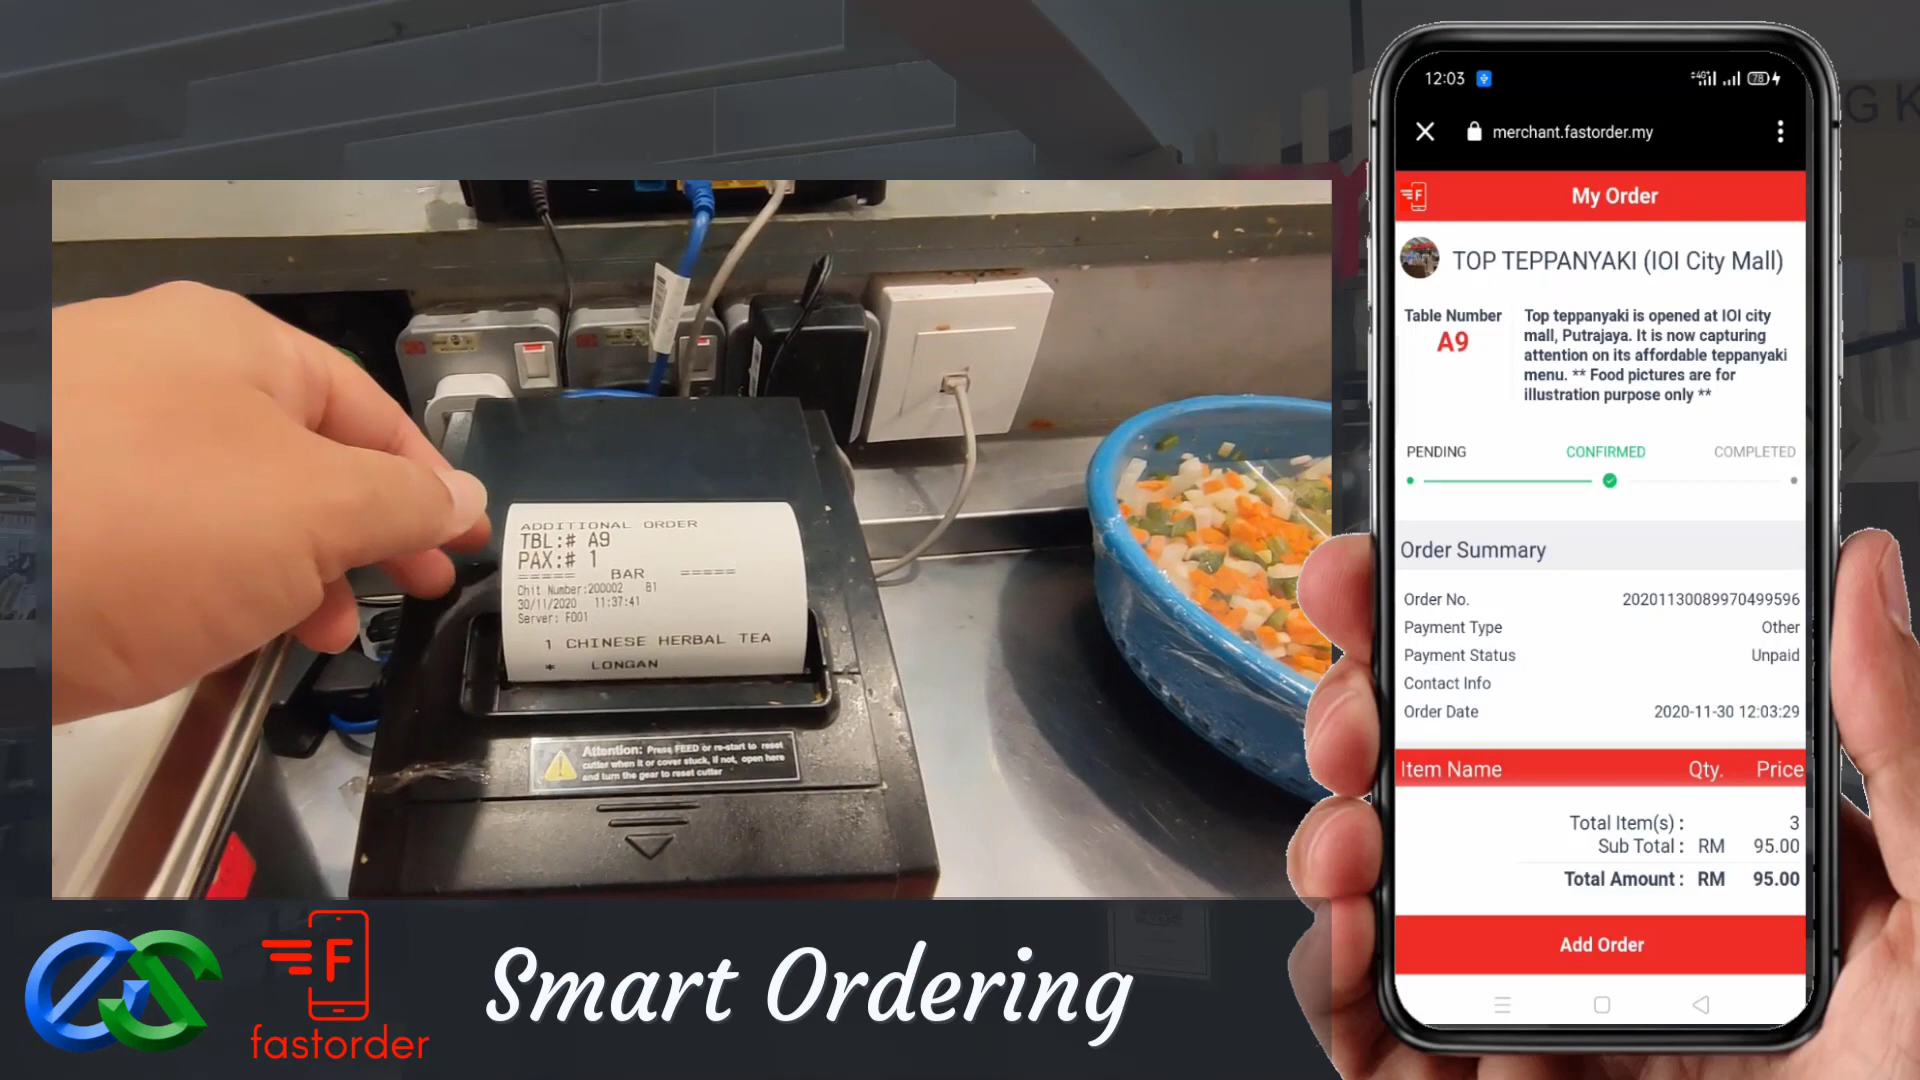 ADDITIONAL ORDER
TBL:# A9
PAX:# 1
===== BAR =====
Chit Number:200002 B1
30/11/2020 11:37:41
Server: F001
1 CHINESE HERBAL TEA
* LONGAN
Attention: Press FEED or re-start to reset
cutter when it or cover stuck, if not, open here
and turn the gear to reset cutter
F
fastorder
Smart Ordering
12:03 4G+ 78
merchant.fastorder.my
F
My Order
TOP TEPPANYAKI (IOI City Mall)
Table Number
A9
Top teppanyaki is opened at IOI city
mall, Putrajaya. It is now capturing
attention on its affordable teppanyaki
menu. ** Food pictures are for
illustration purpose only **
PENDING CONFIRMED COMPLETED
Order Summary
Order No. 20201130089970499596
Payment Type Other
Payment Status Unpaid
Contact Info
Order Date 2020-11-30 12:03:29
Item Name Qty. Price
Total Item(s) : 3
Sub Total : RM 95.00
Total Amount : RM 95.00
Add Order
G K